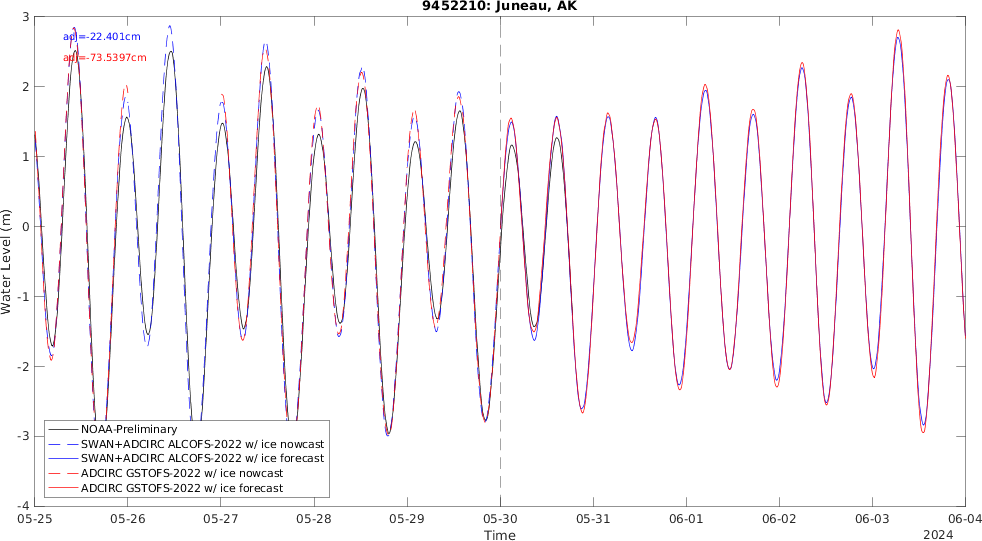 9452210: Juneau, AK
adj=-22.401cm
adj=-73.5397cm
Water Level (m)
3
2
1
0
-1
-2
-3
-4
NOAA-Preliminary
SWAN+ADCIRC ALCOFS-2022 w/ ice nowcast
SWAN+ADCIRC ALCOFS-2022 w/ ice forecast
ADCIRC GSTOFS-2022 w/ ice nowcast
ADCIRC GSTOFS-2022 w/ ice forecast
05-25 05-26 05-27 05-28 05-29 05-30 05-31 06-01 06-02 06-03 06-04
Time
2024